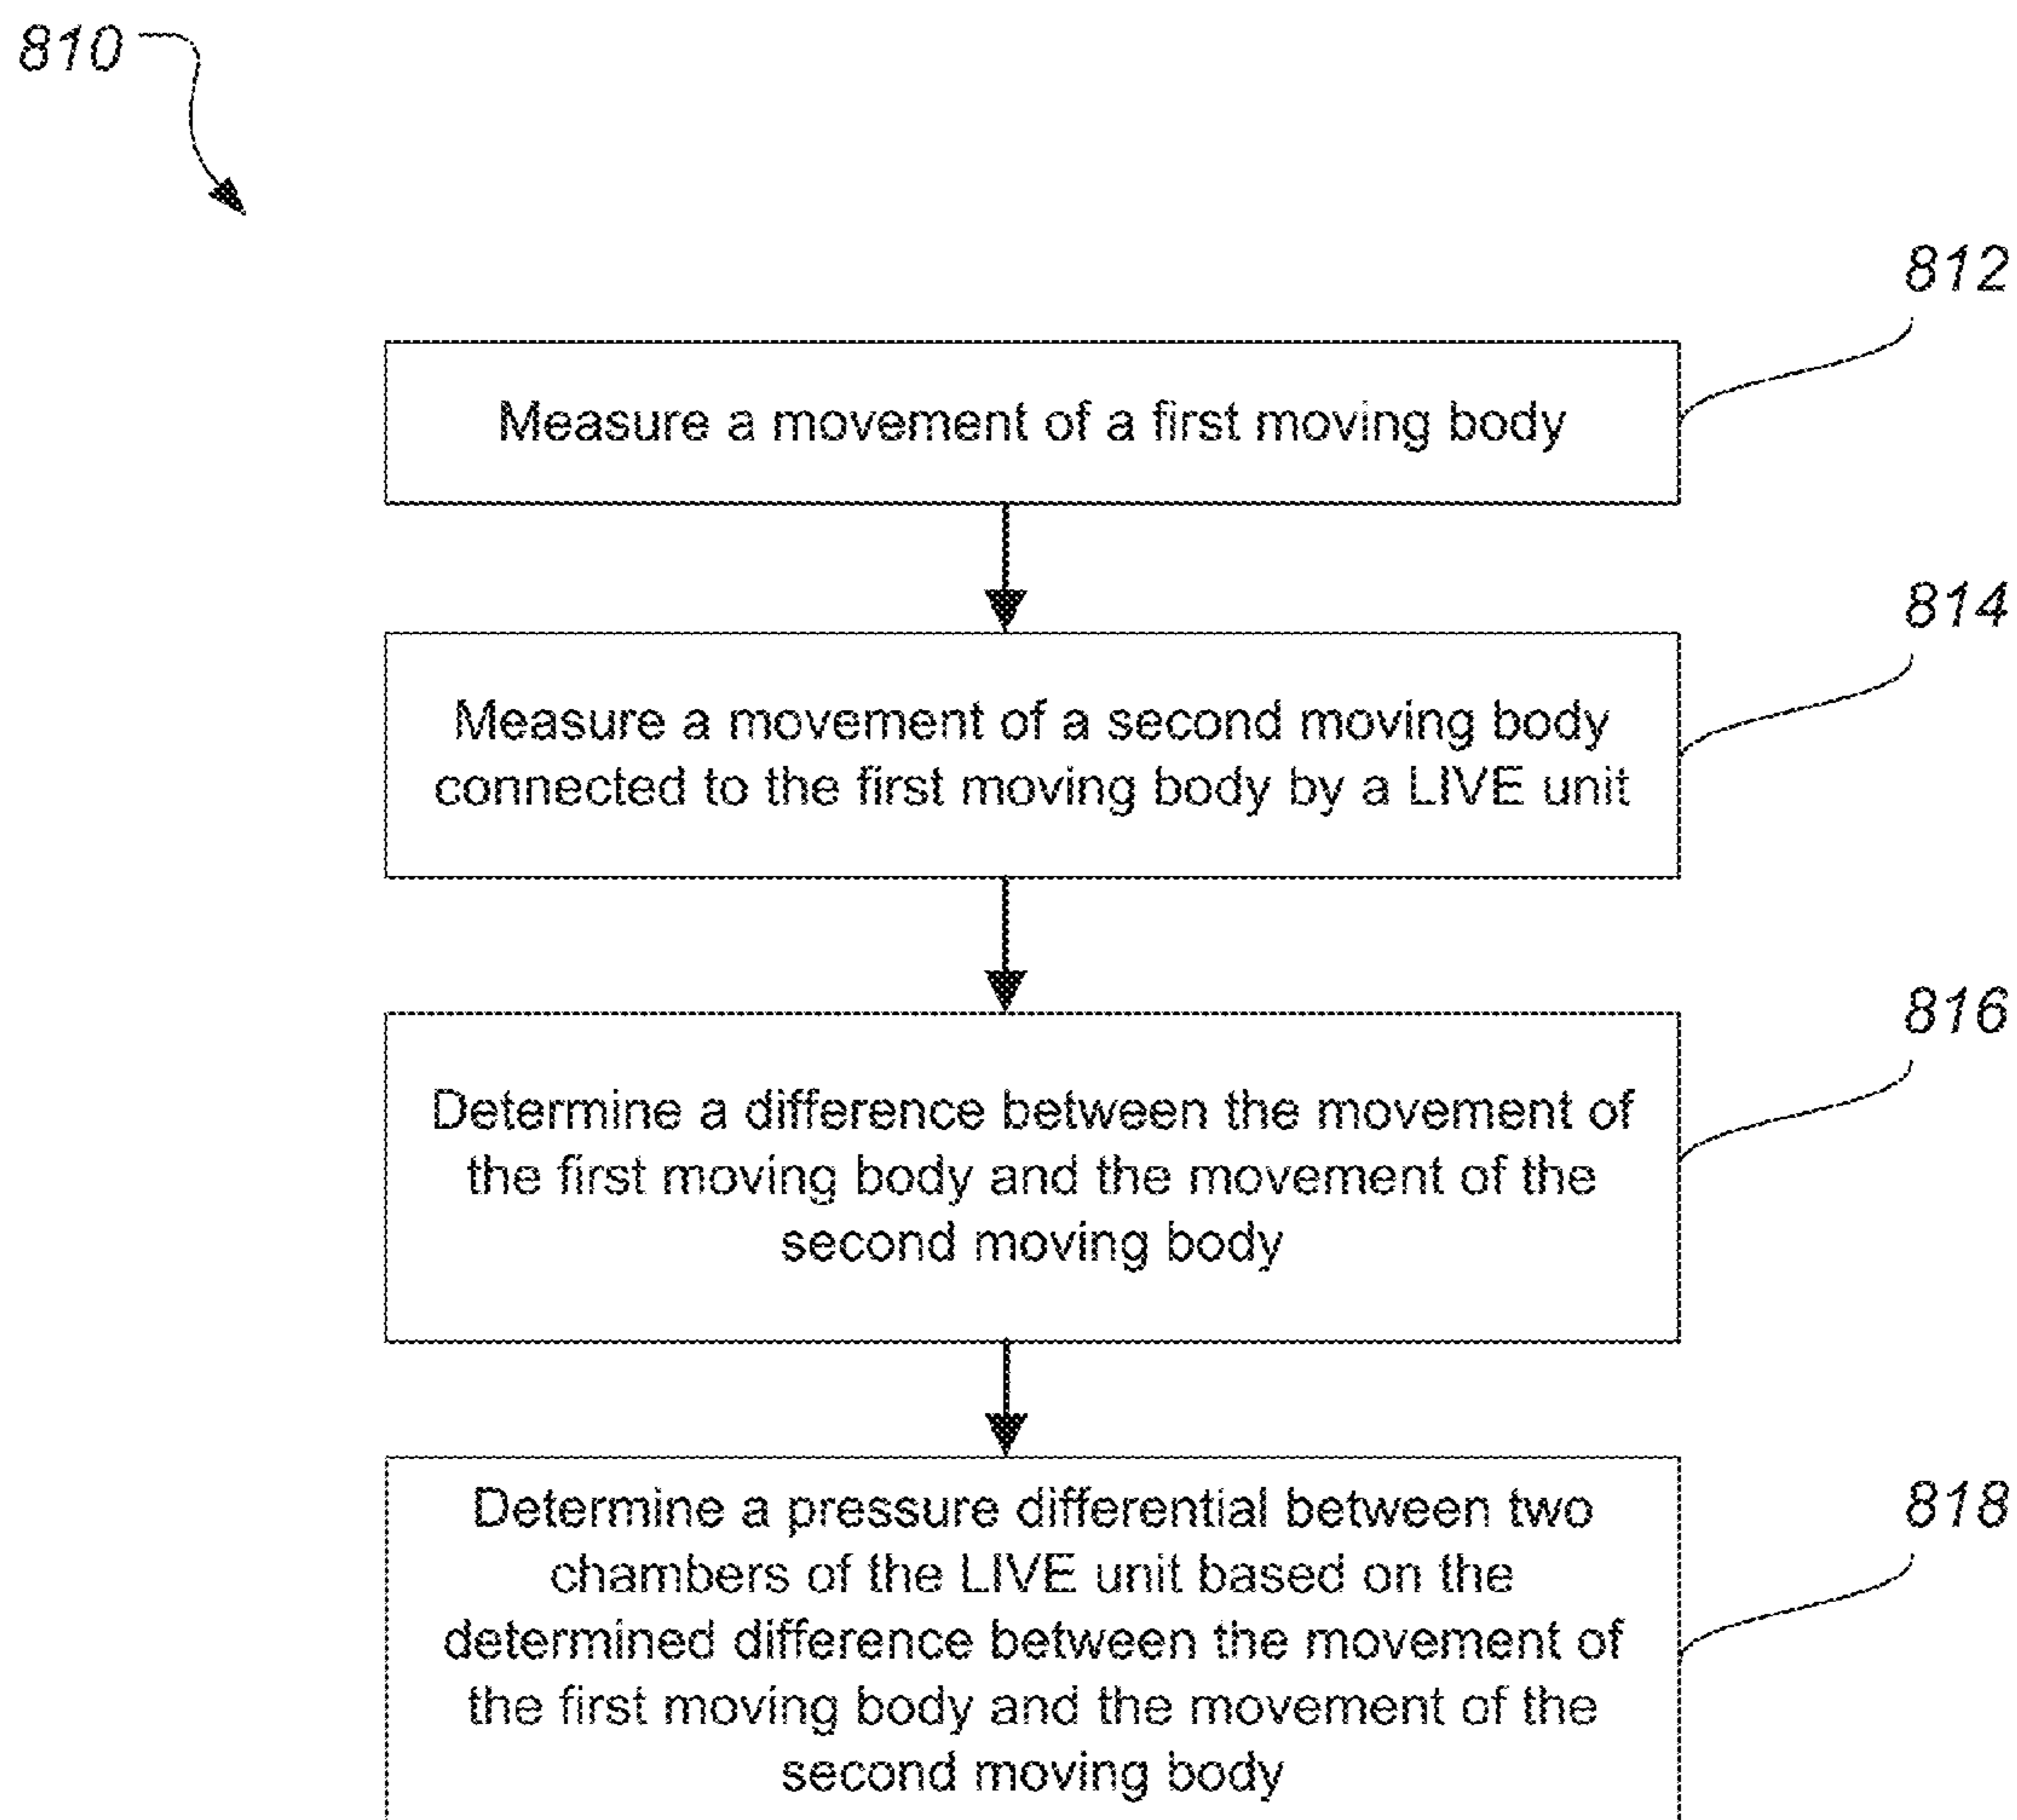 810
812
Measure a movement of a first moving body
814
Measure a movement of a second moving body
connected to the first moving body by a LIVE unit
816
Determine a difference between the movement of
the first moving body and the movement of the
second moving body
818
Determine a pressure differential between two
chambers of the LIVE unit based on the
determined difference between the movement of
the first moving body and the movement of the
second moving body